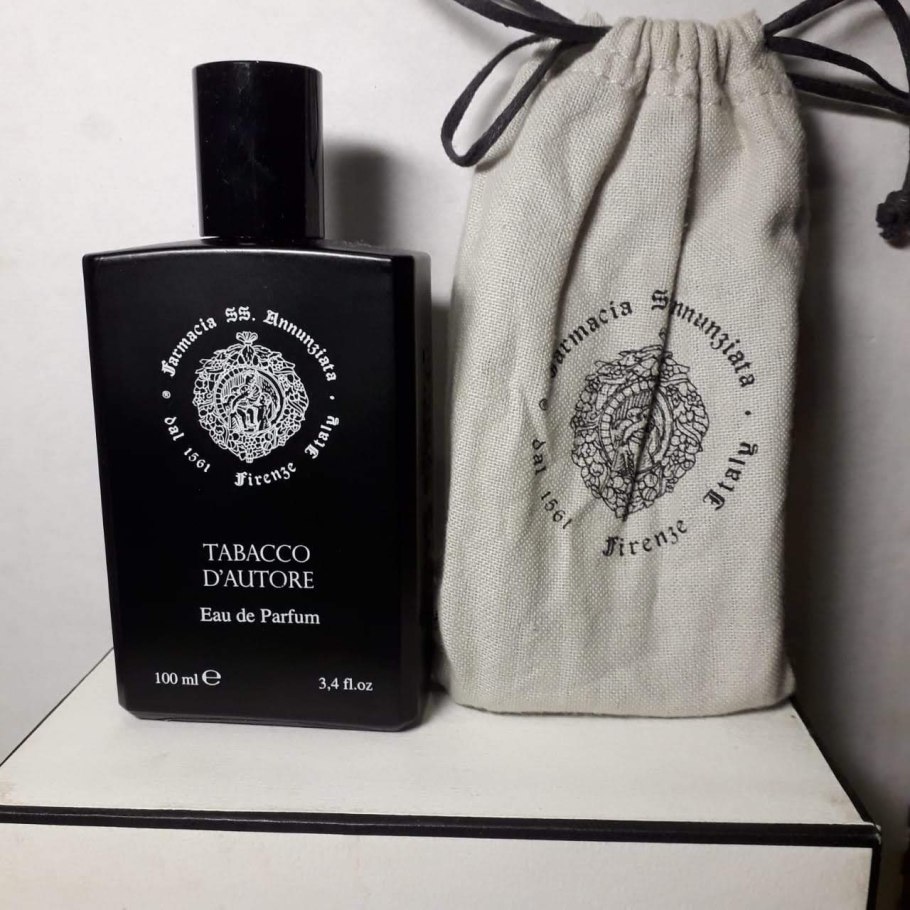 ® Farmacia SS. Annunziata ·
dal 1561 Firenze Italy
TABACCO
D'AUTORE
Eau de Parfum
100 ml ℮
3,4 fl.oz
Farmacia Annunziata ·
® dal 1561 Firenze Italy